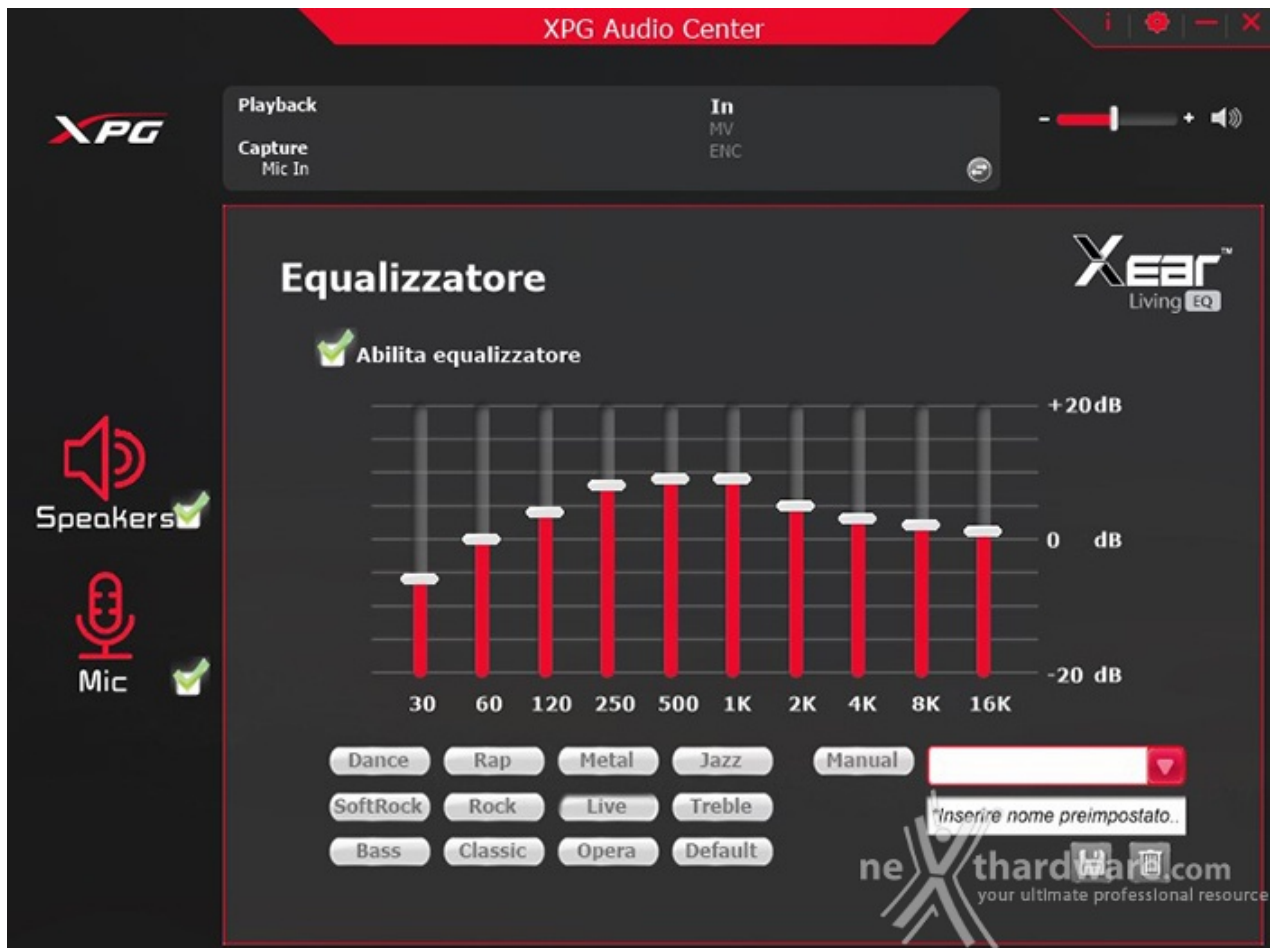 XPG Audio Center
i
XPG
Playback
Capture
Mic In
In
MV
ENC
- +
Equalizzatore
Xear™
Living EQ
Abilita equalizzatore
+20dB
0 dB
-20 dB
Speakers
Mic
30 60 120 250 500 1K 2K 4K 8K 16K
Dance Rap Metal Jazz Manual
SoftRock Rock Live Treble
*Inserire nome preimpostato..
Bass Classic Opera Default
nexthardware.com
your ultimate professional resource